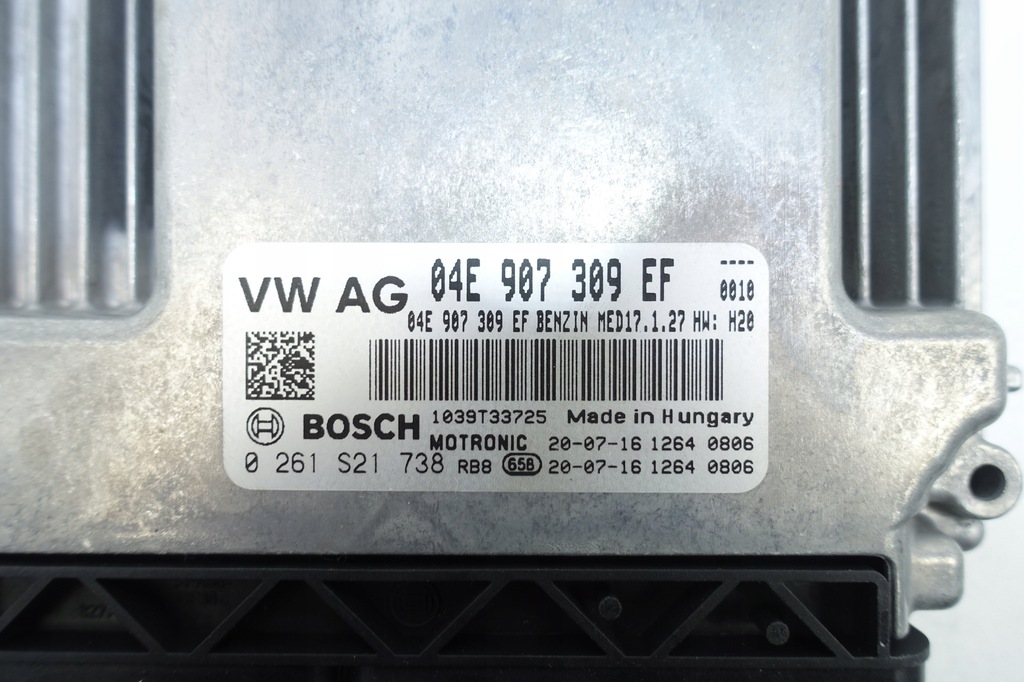 VW AG 04E 907 309 EF ----
0010
04E 907 309 EF BENZIN MED17.1.27 HW: H20
BOSCH 1039T33725 Made in Hungary
MOTRONIC 20-07-16 1264 0806
0 261 S21 738 RB8 658 20-07-16 1264 0806